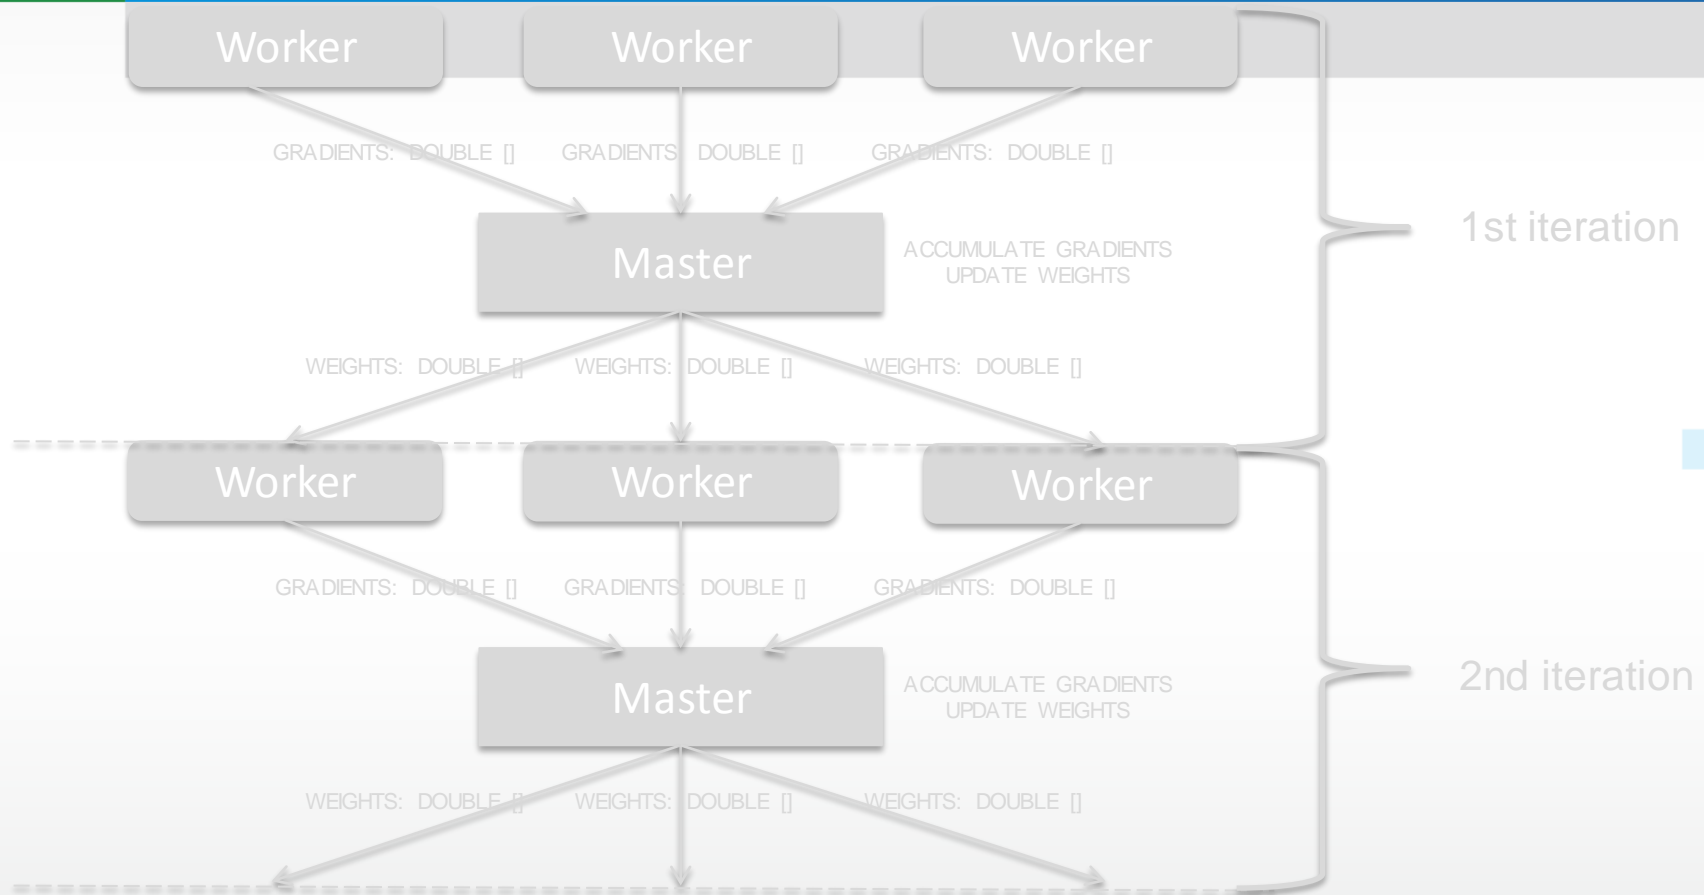 Worker Worker Worker
GRADIENTS: DOUBLE [] GRADIENTS: DOUBLE [] GRADIENTS: DOUBLE []
1st iteration
Master
ACCUMULATE GRADIENTS
UPDATE WEIGHTS
WEIGHTS: DOUBLE [] WEIGHTS: DOUBLE [] WEIGHTS: DOUBLE []
Worker Worker Worker
GRADIENTS: DOUBLE [] GRADIENTS: DOUBLE [] GRADIENTS: DOUBLE []
2nd iteration
Master
ACCUMULATE GRADIENTS
UPDATE WEIGHTS
WEIGHTS: DOUBLE [] WEIGHTS: DOUBLE [] WEIGHTS: DOUBLE []